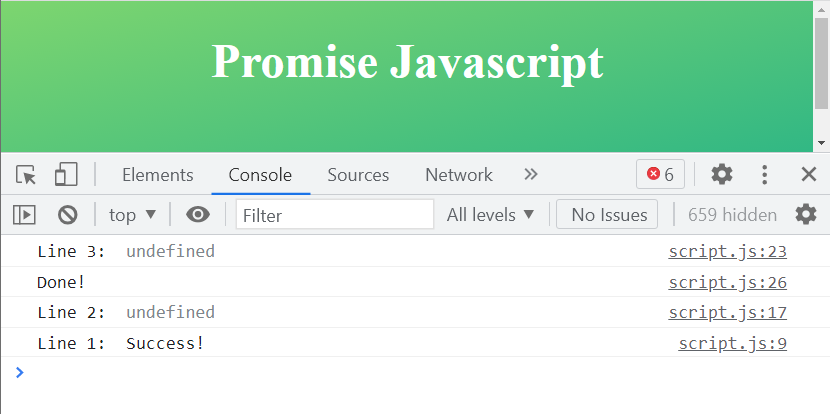 Promise Javascript
Elements Console Sources Network 6
top Filter All levels No Issues 659 hidden
Line 3: undefined script.js:23
Done! script.js:26
Line 2: undefined script.js:17
Line 1: Success! script.js:9